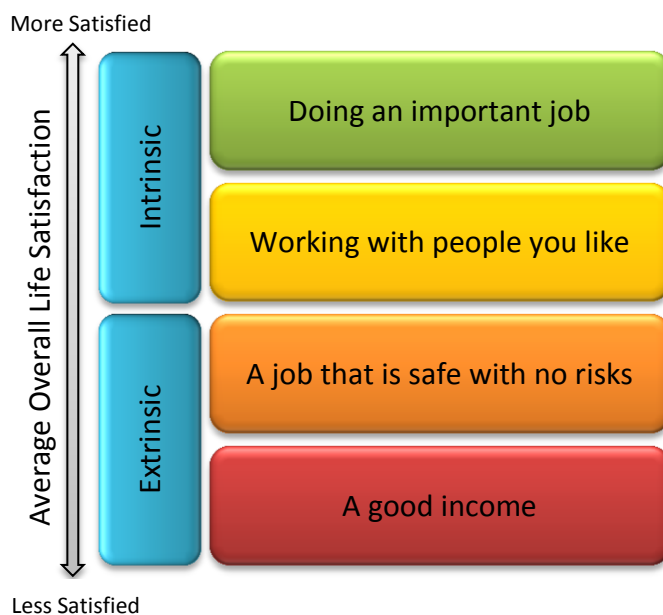 More Satisfied
Average Overall Life Satisfaction
Intrinsic
Doing an important job
Working with people you like
Extrinsic
A job that is safe with no risks
A good income
Less Satisfied